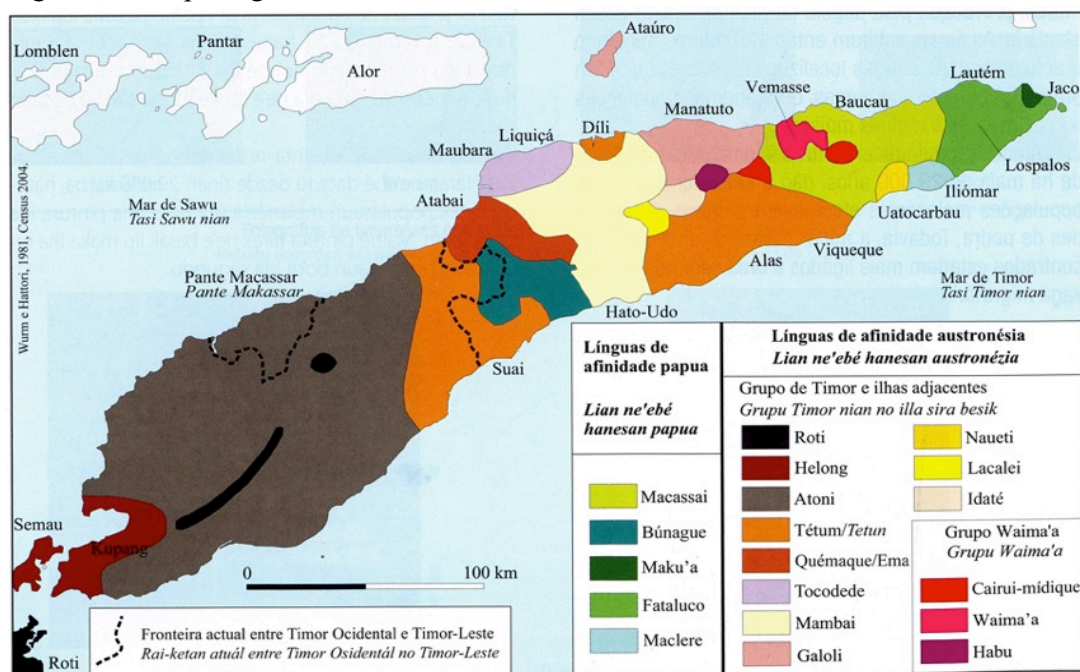 Lomblen
Pantar
Alor
Ataúro
Vemasse
Lautém
Jaco
Manatuto
Baucau
Díli
Liquiçá
Maubara
Lospalos
Iliómar
Uatocarbau
Atabai
Viqueque
Alas
Mar de Sawu
Tasi Sawu nian
Pante Macassar
Pante Makassar
Mar de Timor
Tasi Timor nian
Hato-Udo
Suai
Wurm e Hattori, 1981, Census 2004,
Semau
Kupang
Roti
0 100 km
Fronteira actual entre Timor Ocidental e Timor-Leste
Rai-ketan atuál entre Timor Osidentál no Timor-Leste
Línguas de
afinidade papua
Lian ne'ebé
hanesan papua
Macassai
Búnague
Maku'a
Fataluco
Maclere
Línguas de afinidade austronésia
Lian ne'ebé hanesan austronézia
Grupo de Timor e ilhas adjacentes
Grupu Timor nian no illa sira besik
Roti
Helong
Atoni
Tétum/Tetun
Quémaque/Ema
Tocodede
Mambai
Galoli
Naueti
Lacalei
Idaté
Grupo Waima'a
Grupu Waima'a
Cairui-mídique
Waima'a
Habu